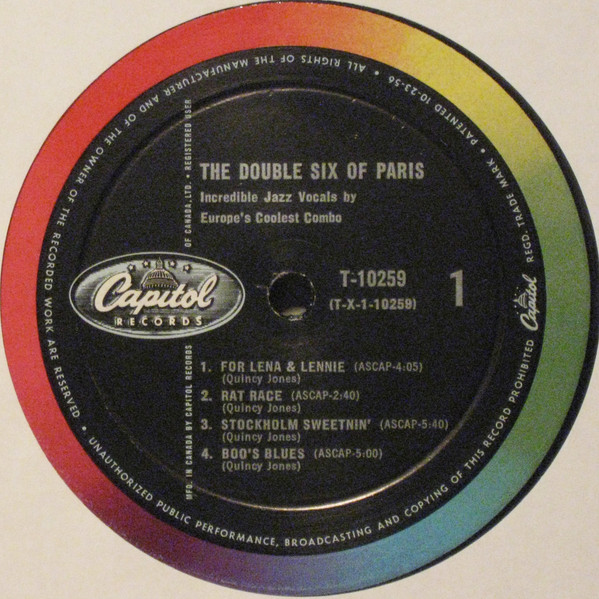 THE DOUBLE SIX OF PARIS
Incredible Jazz Vocals by
Europe's Coolest Combo
Capitol
RECORDS
T-10259
(T-X-1-10259)
1
1. FOR LENA & LENNIE (ASCAP-4:05)
(Quincy Jones)
2. RAT RACE (ASCAP-2:40)
(Quincy Jones)
3. STOCKHOLM SWEETNIN' (ASCAP-5:40)
(Quincy Jones)
4. BOO'S BLUES (ASCAP-5:00)
(Quincy Jones)
MFD. IN CANADA BY CAPITOL RECORDS OF CANADA, LTD. • REGISTERED USER
Capitol REGD. TRADE MARK • PATENTED 10-23-56 • ALL RIGHTS OF THE MANUFACTURER AND OF THE OWNER OF THE RECORDED WORK ARE RESERVED • UNAUTHORIZED PUBLIC PERFORMANCE, BROADCASTING AND COPYING OF THIS RECORD PROHIBITED